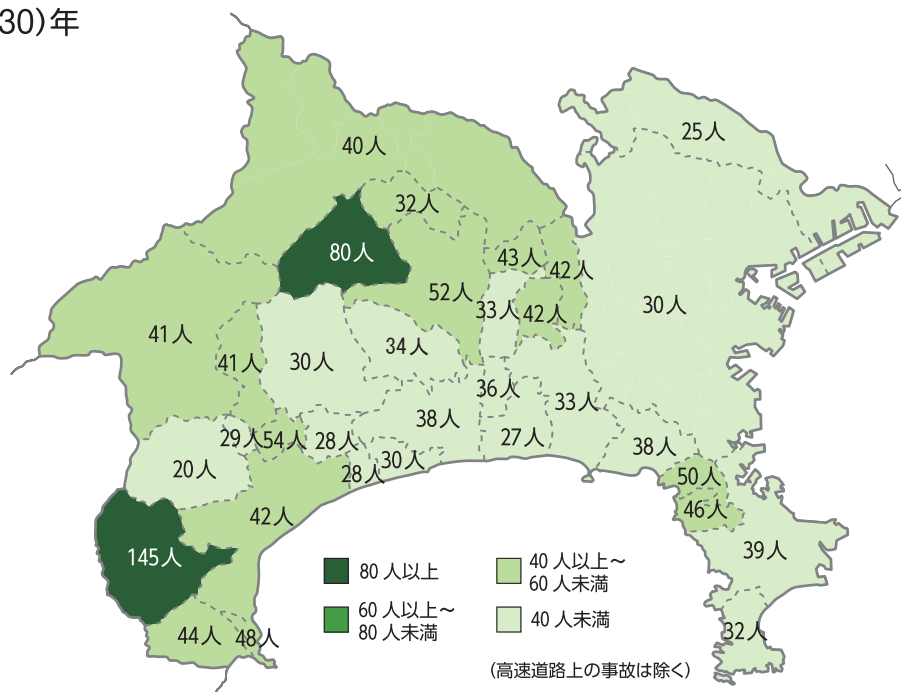 30)年
25人
40人
32人
80人
43人
42人
52人
33人
42人
30人
41人
41人
30人
34人
36人
33人
38人
29人
54人
28人
27人
38人
20人
28人
30人
50人
46人
42人
39人
145人
44人
48人
32人
80 人以上
60 人以上～
80 人未満
40 人以上～
60 人未満
40 人未満
(高速道路上の事故は除く)